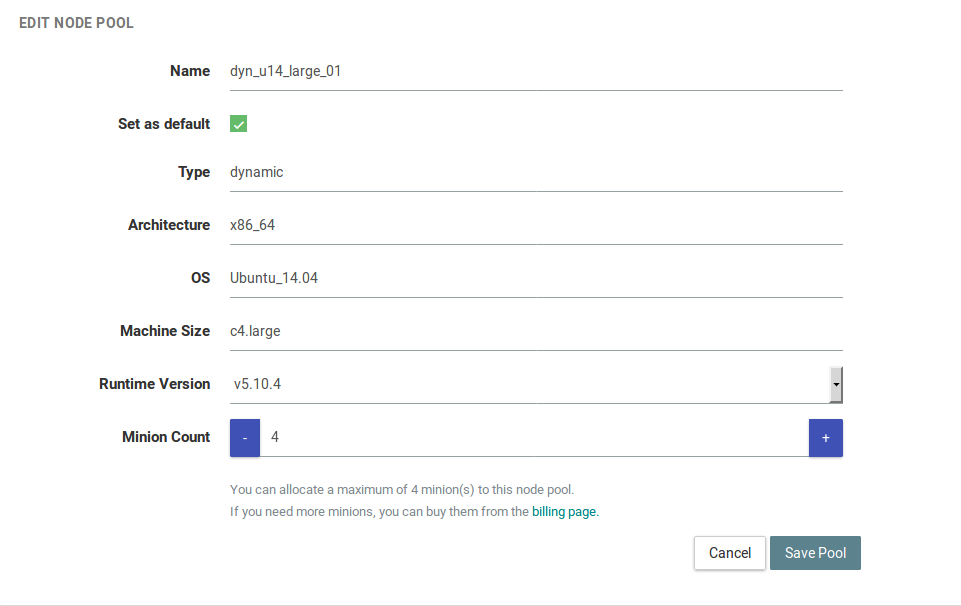 EDIT NODE POOL
Name dyn_u14_large_01
Set as default
Type dynamic
Architecture x86_64
OS Ubuntu_14.04
Machine Size c4.large
Runtime Version v5.10.4
Minion Count - 4 +
You can allocate a maximum of 4 minion(s) to this node pool.
If you need more minions, you can buy them from the billing page.
Cancel Save Pool